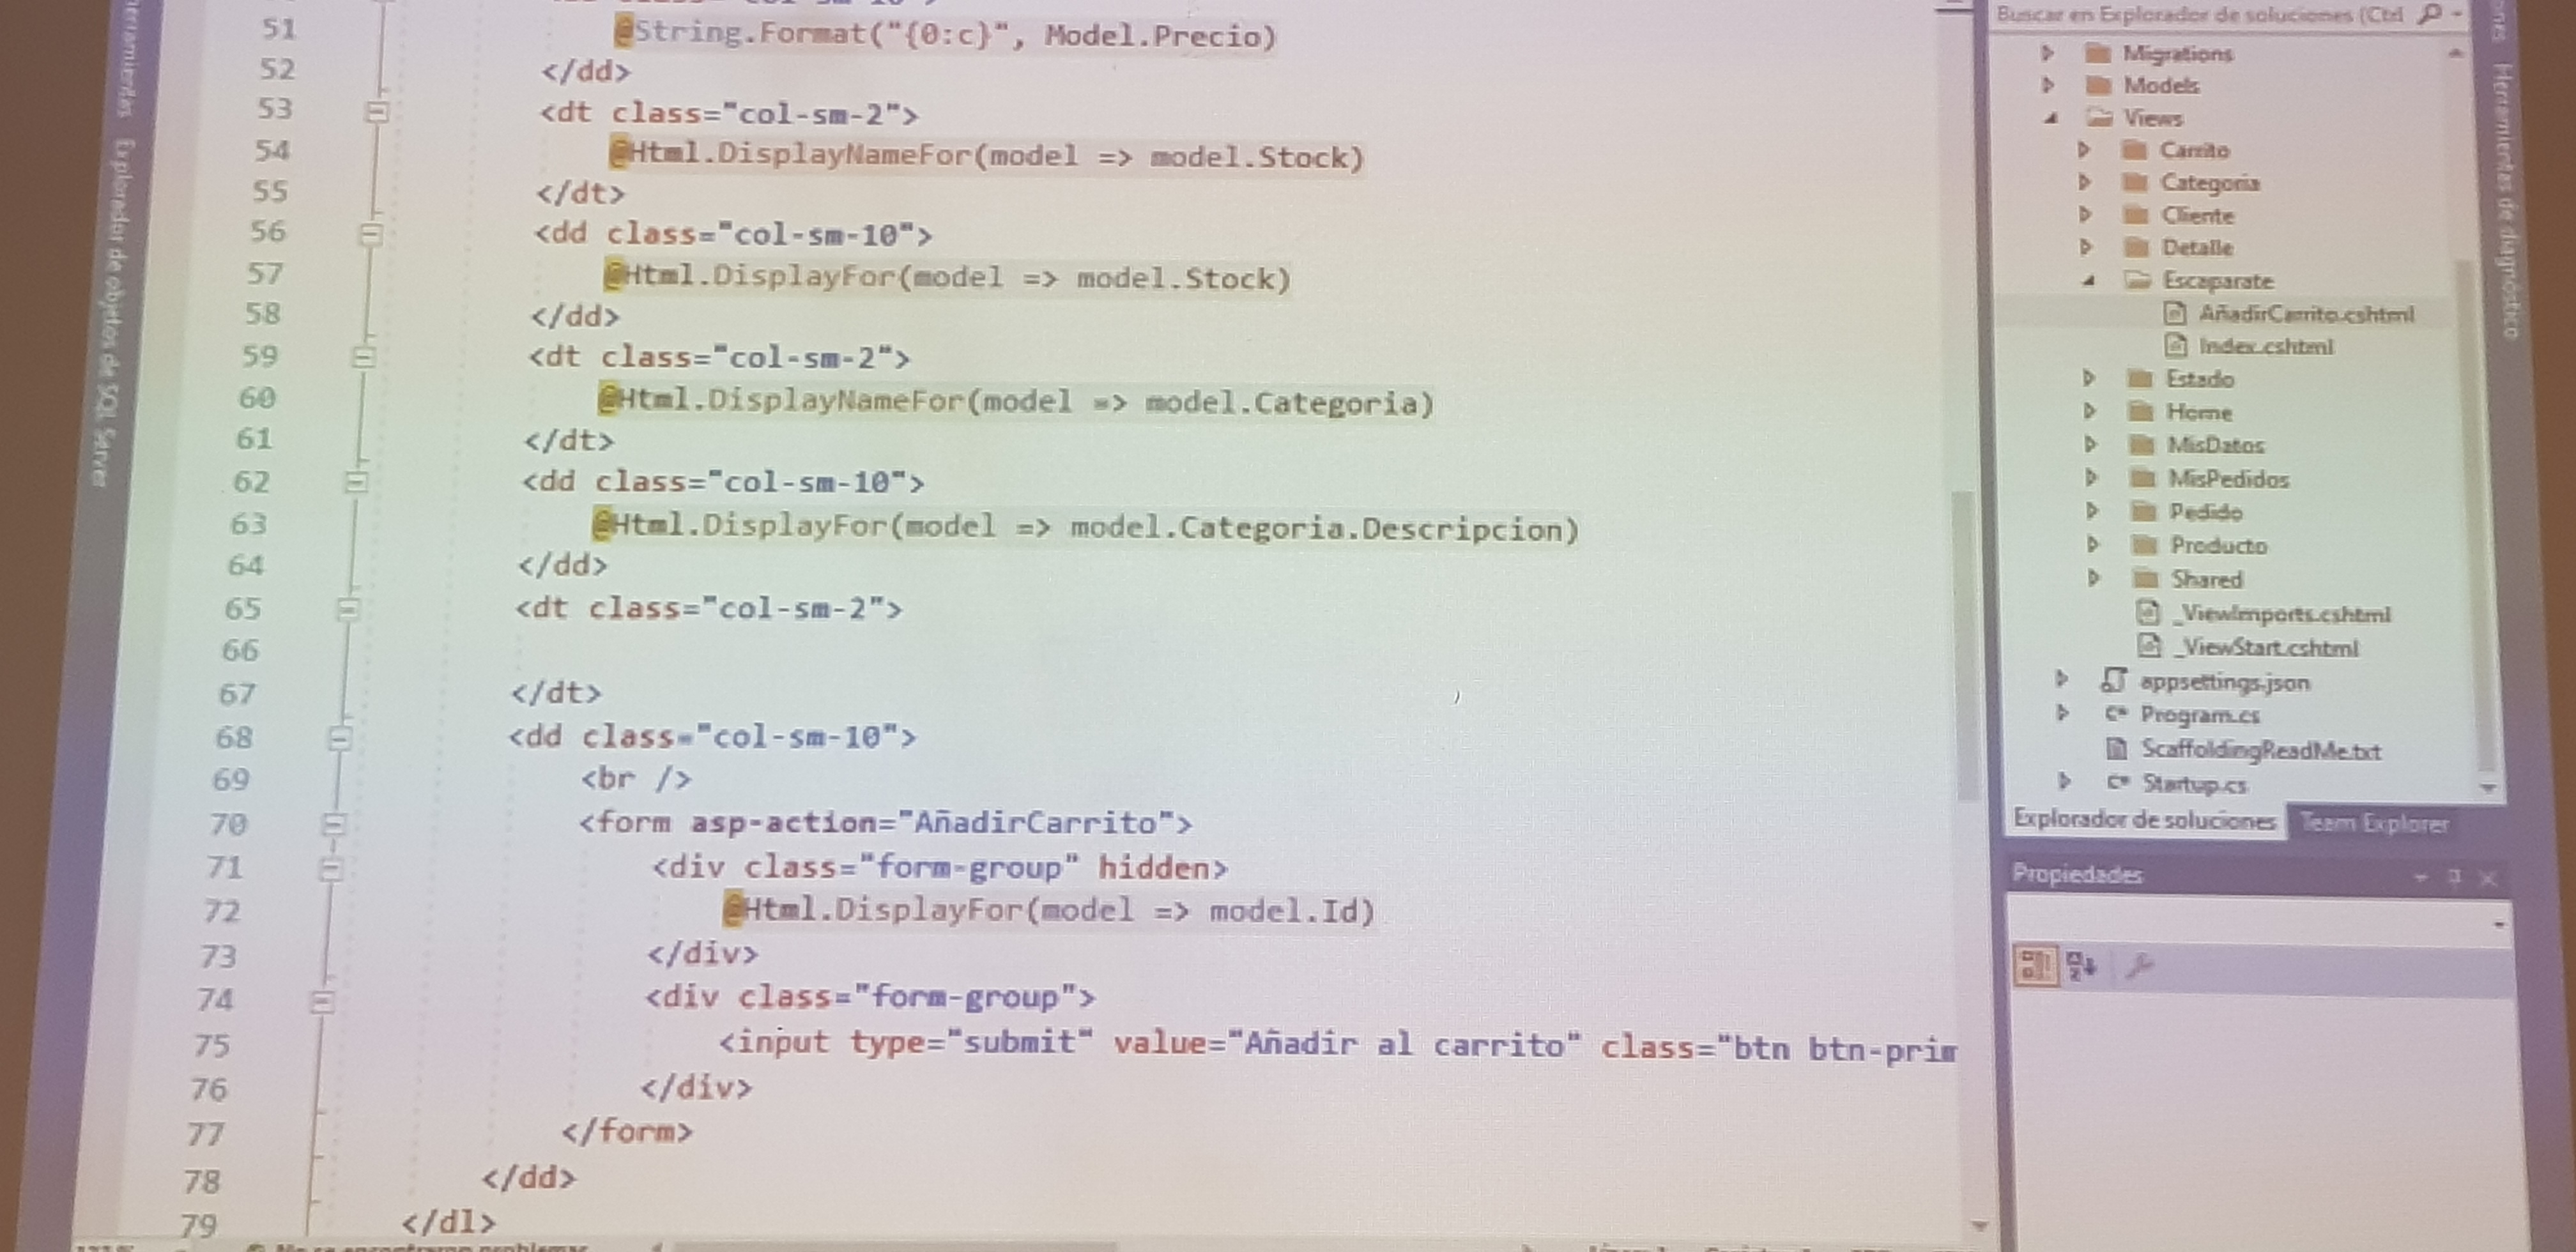 51 @String.Format("{0:c}", Model.Precio)
52 </dd>
53 <dt class="col-sm-2">
54 @Html.DisplayNameFor(model => model.Stock)
55 </dt>
56 <dd class="col-sm-10">
57 @Html.DisplayFor(model => model.Stock)
58 </dd>
59 <dt class="col-sm-2">
60 @Html.DisplayNameFor(model => model.Categoria)
61 </dt>
62 <dd class="col-sm-10">
63 @Html.DisplayFor(model => model.Categoria.Descripcion)
64 </dd>
65 <dt class="col-sm-2">
66
67 </dt>
68 <dd class="col-sm-10">
69 <br />
70 <form asp-action="AñadirCarrito">
71 <div class="form-group" hidden>
72 @Html.DisplayFor(model => model.Id)
73 </div>
74 <div class="form-group">
75 <input type="submit" value="Añadir al carrito" class="btn btn-prim
76 </div>
77 </form>
78 </dd>
79 </dl>
Explorador de objetos de SQL Server
Buscar en Explorador de soluciones (Ctrl
Migrations
Models
Views
Carrito
Categoria
Cliente
Detalle
Escaparate
AñadirCarrito.cshtml
Index.cshtml
Estado
Home
MisDatos
MisPedidos
Pedido
Producto
Shared
_ViewImports.cshtml
_ViewStart.cshtml
appsettings.json
C# Program.cs
ScaffoldingReadMe.txt
C# Startup.cs
Explorador de soluciones Team Explorer
Propiedades
Herramientas de diagnóstico